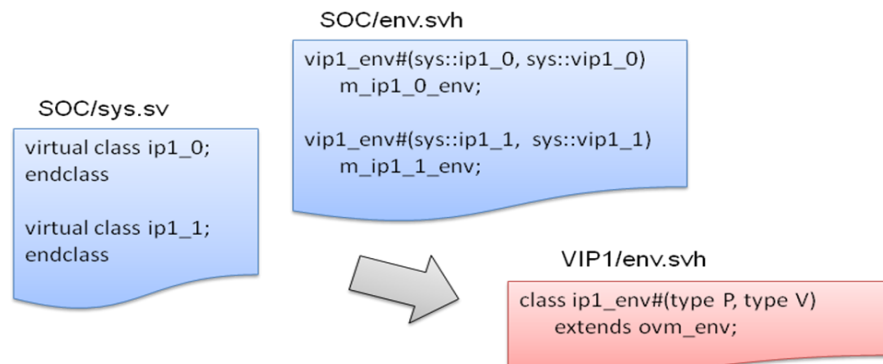 SOC/env.svh
vip1_env#(sys::ip1_0, sys::vip1_0)
m_ip1_0_env;
vip1_env#(sys::ip1_1, sys::vip1_1)
m_ip1_1_env;
SOC/sys.sv
virtual class ip1_0;
endclass
virtual class ip1_1;
endclass
VIP1/env.svh
class ip1_env#(type P, type V)
extends ovm_env;